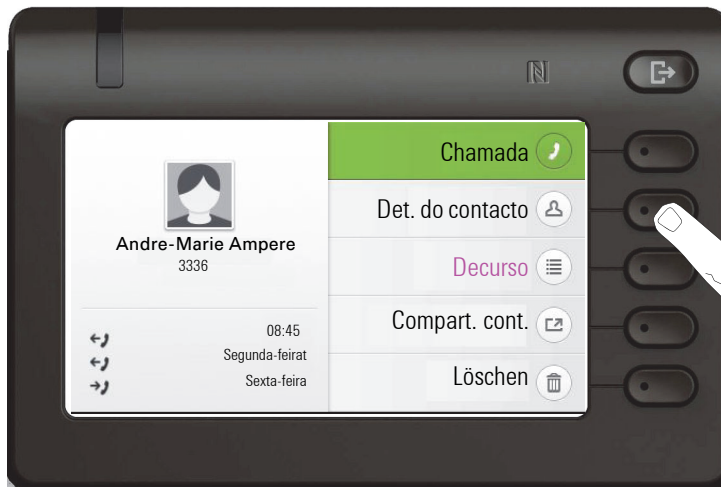 Andre-Marie Ampere
3336
08:45
Segunda-feirat
Sexta-feira
Chamada
Det. do contacto
Decurso
Compart. cont.
Löschen